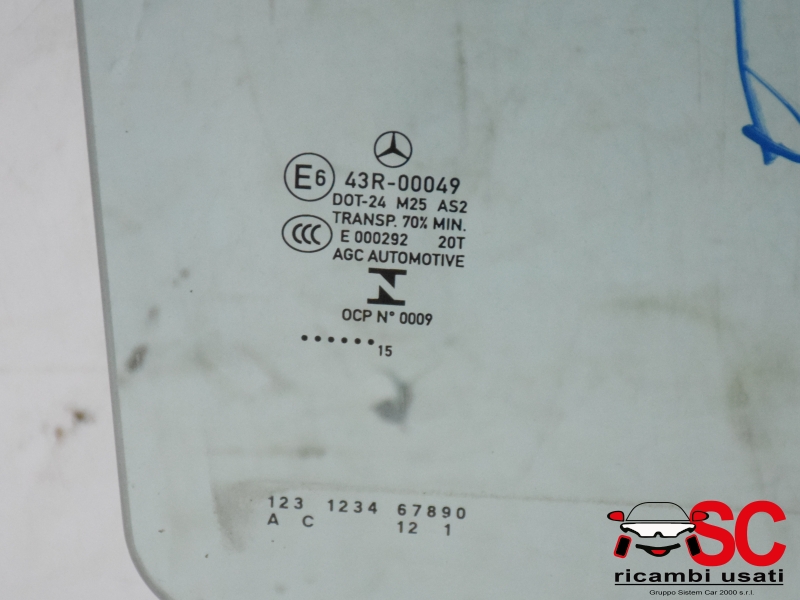 E6 43R-00049
DOT-24 M25 AS2
TRANSP. 70% MIN.
CCC E 000292 20T
AGC AUTOMOTIVE
N
OCP N° 0009
...... 15
123 1234 67890
A C 12 1
SC
ricambi usati
Gruppo Sistem Car 2000 s.r.l.